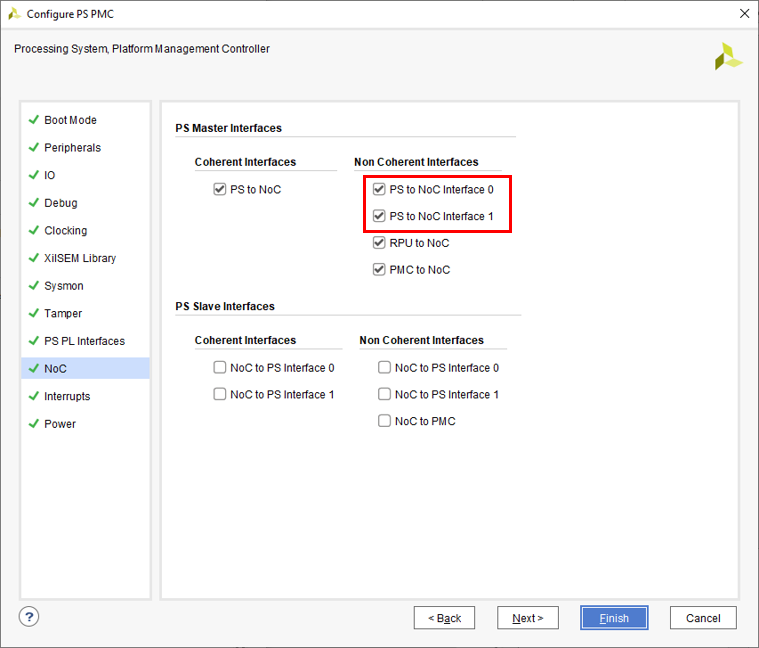 Configure PS PMC
Processing System, Platform Management Controller
Boot Mode
Peripherals
IO
Debug
Clocking
XilSEM Library
Sysmon
Tamper
PS PL Interfaces
NoC
Interrupts
Power
PS Master Interfaces
Coherent Interfaces
PS to NoC
Non Coherent Interfaces
PS to NoC Interface 0
PS to NoC Interface 1
RPU to NoC
PMC to NoC
PS Slave Interfaces
Coherent Interfaces
NoC to PS Interface 0
NoC to PS Interface 1
Non Coherent Interfaces
NoC to PS Interface 0
NoC to PS Interface 1
NoC to PMC
?
< Back
Next >
Finish
Cancel